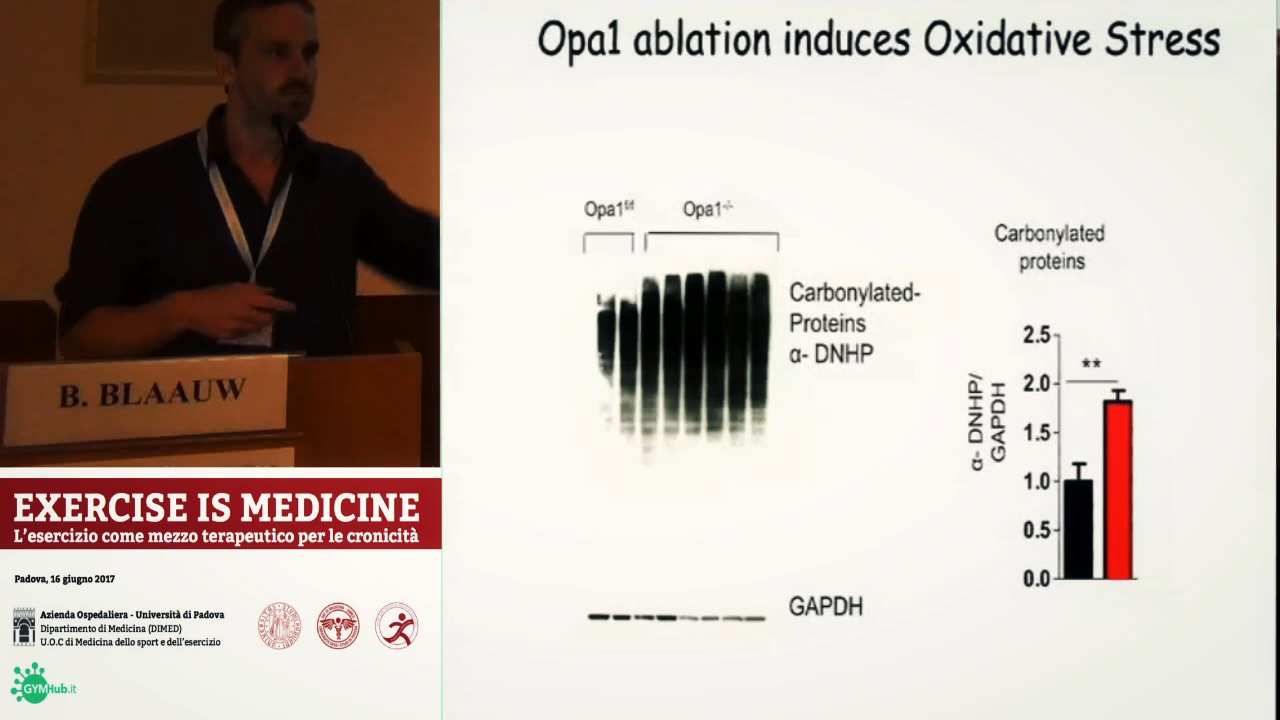 B. BLAAUW
EXERCISE IS MEDICINE
L'esercizio come mezzo terapeutico per le cronicità
Padova, 16 giugno 2017
Azienda Ospedaliera - Università di Padova
Dipartimento di Medicina (DIMED)
U.O.C di Medicina dello sport e dell'esercizio
GYMHub.it
Opa1 ablation induces Oxidative Stress
Opa1f/f
Opa1-/-
Carbonylated-
Proteins
α- DNHP
GAPDH
Carbonylated
proteins
α- DNHP/
GAPDH
2.5
2.0
1.5
1.0
0.5
0.0
**